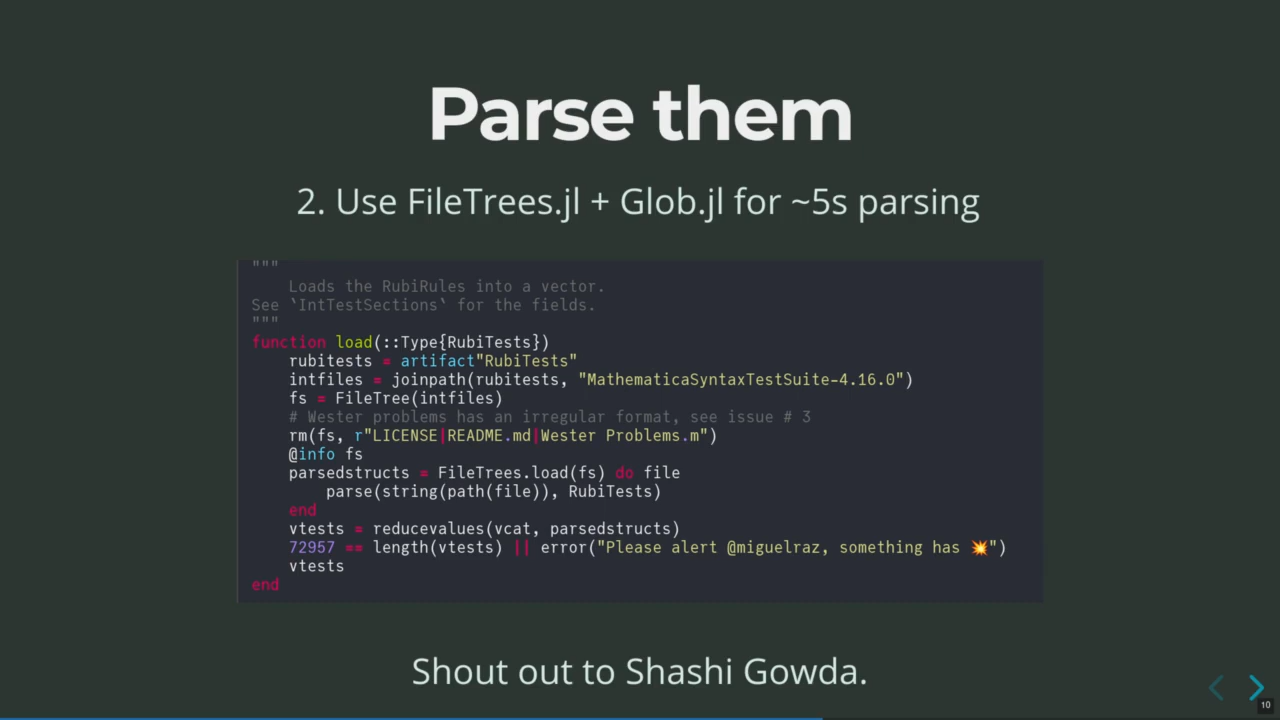 Parse them
2. Use FileTrees.jl + Glob.jl for ~5s parsing
"""
    Loads the RubiRules into a vector.
See `IntTestSections` for the fields.
"""
function load(::Type{RubiTests})
    rubitests = artifact"RubiTests"
    intfiles = joinpath(rubitests, "MathematicaSyntaxTestSuite-4.16.0")
    fs = FileTree(intfiles)
    # Wester problems has an irregular format, see issue # 3
    rm(fs, r"LICENSE|README.md|Wester Problems.m")
    @info fs
    parsedstructs = FileTrees.load(fs) do file
        parse(string(path(file)), RubiTests)
    end
    vtests = reducevalues(vcat, parsedstructs)
    72957 == length(vtests) || error("Please alert @miguelraz, something has 💥")
    vtests
end
Shout out to Shashi Gowda.
10